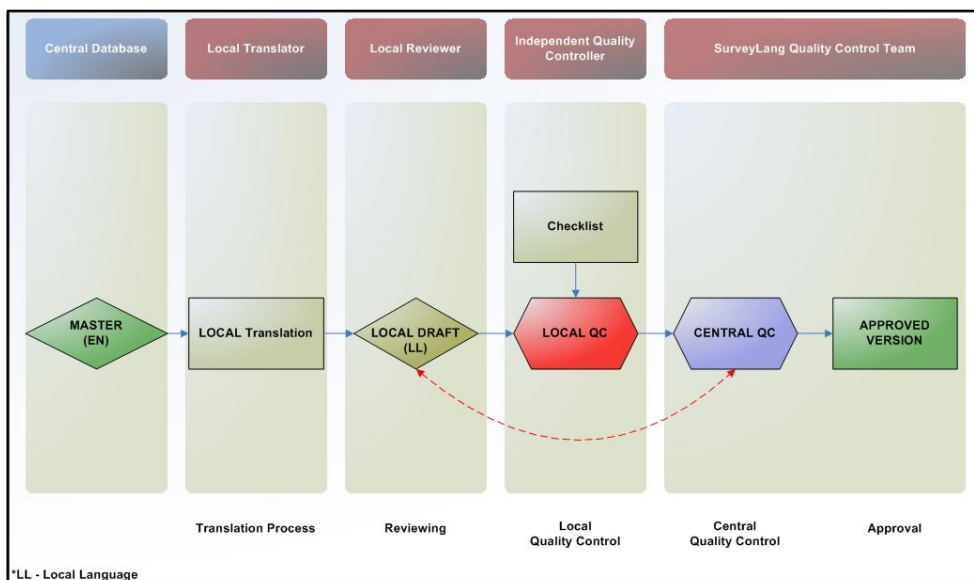 Central Database
Local Translator
Local Reviewer
Independent Quality
Controller
SurveyLang Quality Control Team
Checklist
MASTER
(EN)
LOCAL Translation
LOCAL DRAFT
(LL)
LOCAL QC
CENTRAL QC
APPROVED
VERSION
Translation Process
Reviewing
Local
Quality Control
Central
Quality Control
Approval
*LL - Local Language